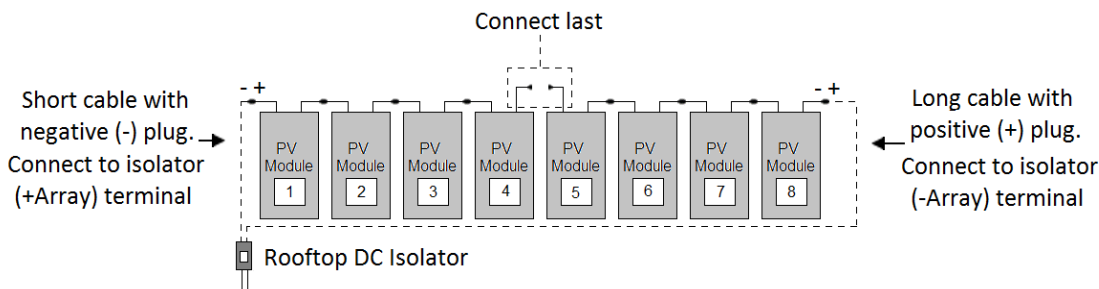 Connect last
- +
- +
Short cable with
negative (-) plug.
Connect to isolator
(+Array) terminal
Long cable with
positive (+) plug.
Connect to isolator
(-Array) terminal
PV
Module
1
PV
Module
2
PV
Module
3
PV
Module
4
PV
Module
5
PV
Module
6
PV
Module
7
PV
Module
8
Rooftop DC Isolator